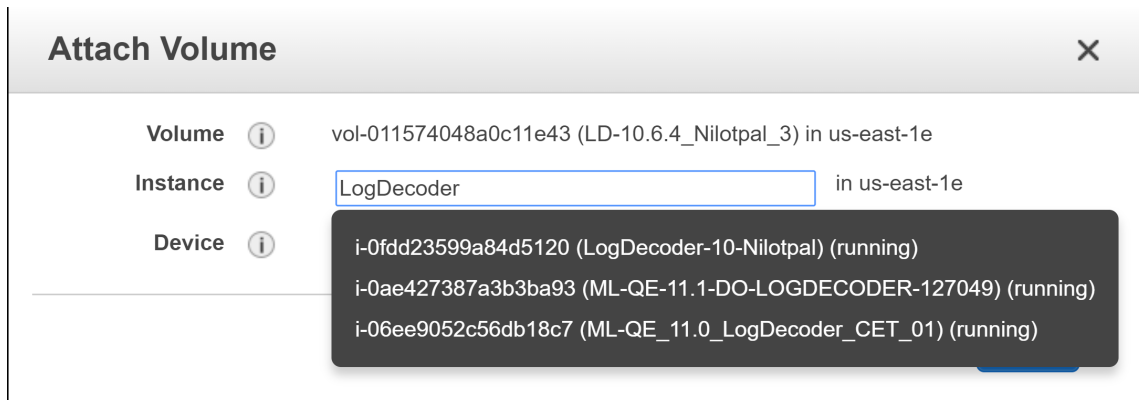 Attach Volume
Volume vol-011574048a0c11e43 (LD-10.6.4_Nilotpal_3) in us-east-1e
Instance LogDecoder in us-east-1e
Device
i-0fdd23599a84d5120 (LogDecoder-10-Nilotpal) (running)
i-0ae427387a3b3ba93 (ML-QE-11.1-DO-LOGDECODER-127049) (running)
i-06ee9052c56db18c7 (ML-QE_11.0_LogDecoder_CET_01) (running)